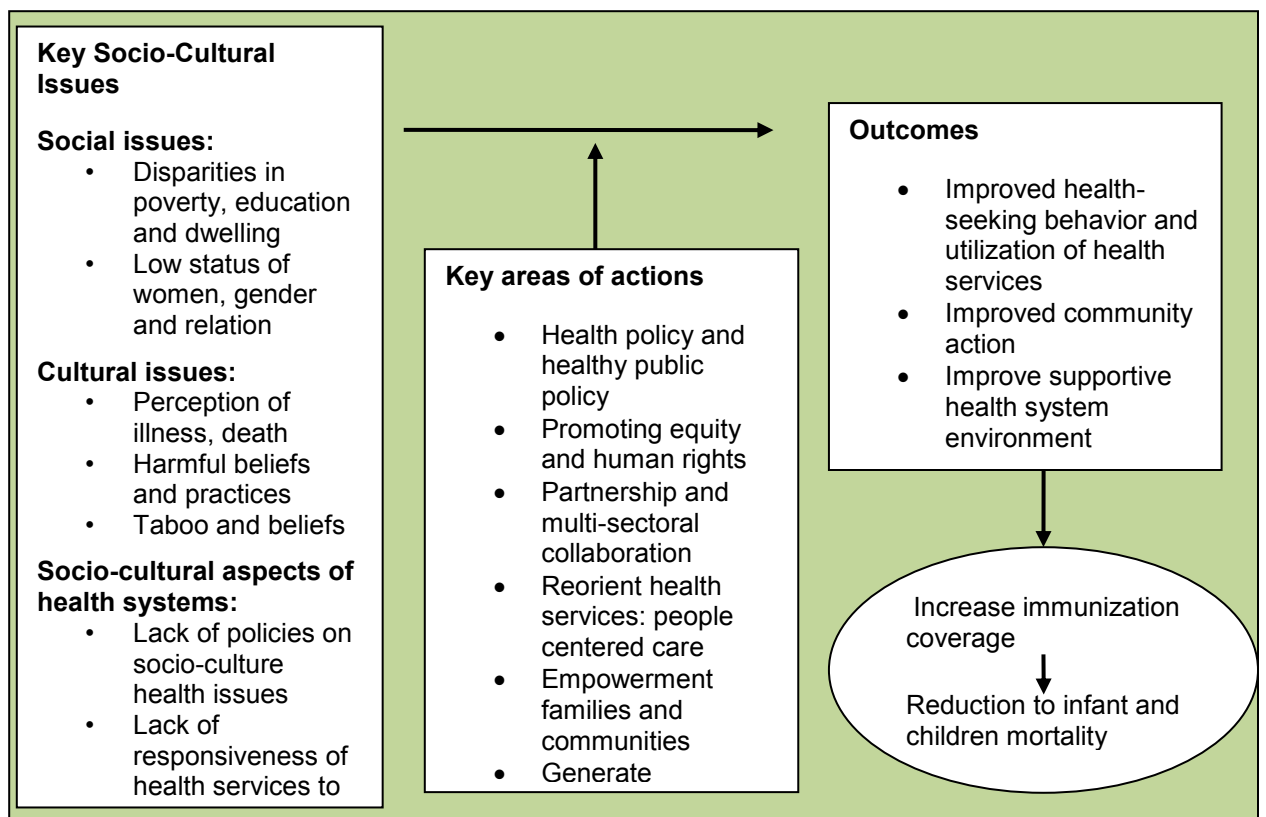 Key Socio-Cultural
Issues
Social issues:
• Disparities in
poverty, education
and dwelling
• Low status of
women, gender
and relation
Cultural issues:
• Perception of
illness, death
• Harmful beliefs
and practices
• Taboo and beliefs
Socio-cultural aspects of
health systems:
• Lack of policies on
socio-culture
health issues
• Lack of
responsiveness of
health services to
Key areas of actions
• Health policy and
healthy public
policy
• Promoting equity
and human rights
• Partnership and
multi-sectoral
collaboration
• Reorient health
services: people
centered care
• Empowerment
families and
communities
• Generate
Outcomes
• Improved health-
seeking behavior and
utilization of health
services
• Improved community
action
• Improve supportive
health system
environment
Increase immunization
coverage
Reduction to infant and
children mortality